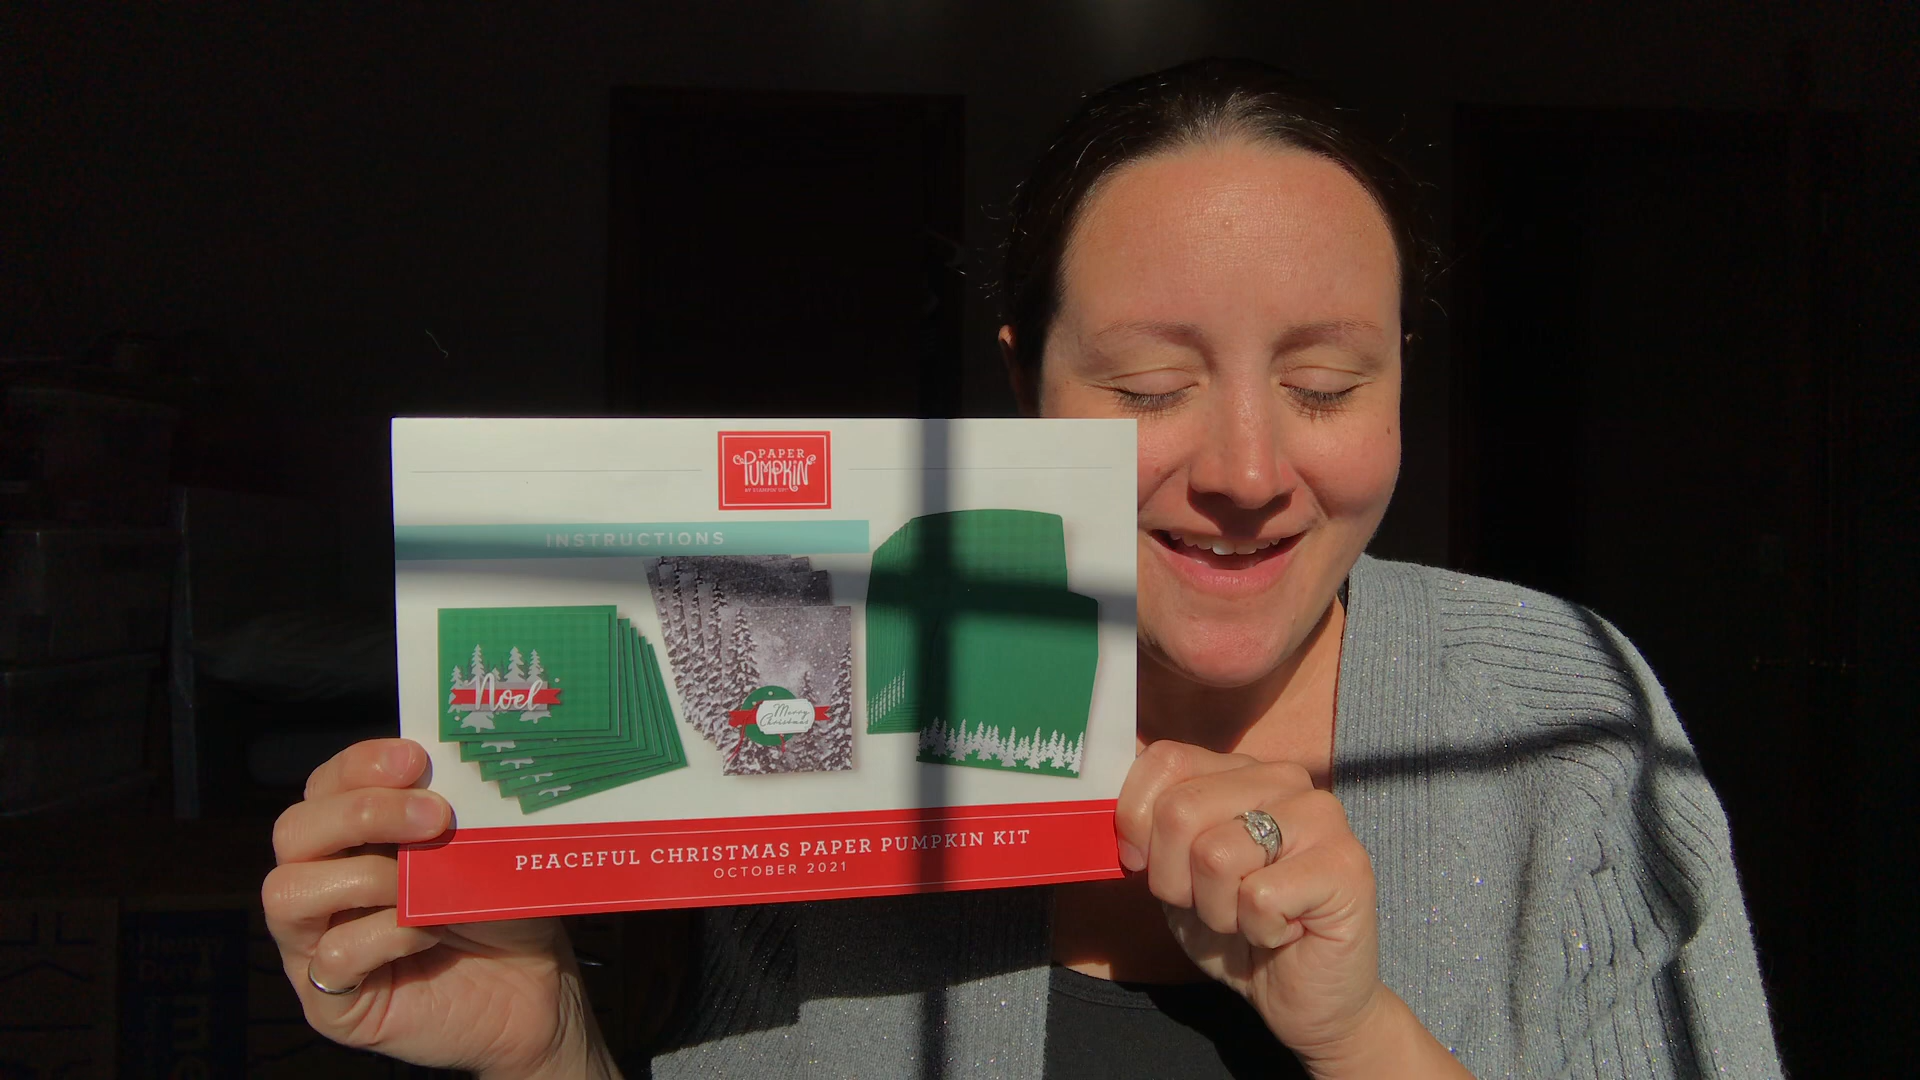 PAPER
PUMPKIN
BY STAMPIN' UP!
INSTRUCTIONS
Noel
Merry
Christmas
PEACEFUL CHRISTMAS PAPER PUMPKIN KIT
OCTOBER 2021